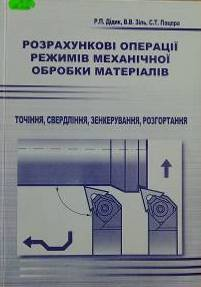 Р.П. Дідик, В.В. Зіль, С.Т. Пацера
РОЗРАХУНКОВІ ОПЕРАЦІЇ
РЕЖИМІВ МЕХАНІЧНОЇ
ОБРОБКИ МАТЕРІАЛІВ
ТОЧІННЯ, СВЕРДЛІННЯ, ЗЕНКЕРУВАННЯ, РОЗГОРТАННЯ